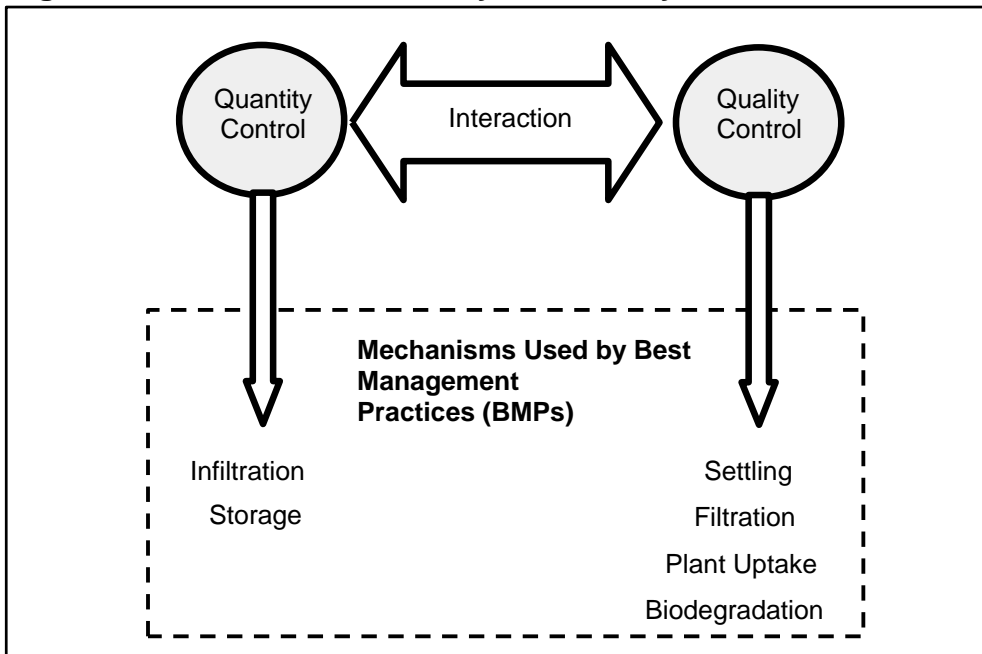 Quantity
Control
Interaction
Quality
Control
Mechanisms Used by Best
Management
Practices (BMPs)
Infiltration
Storage
Settling
Filtration
Plant Uptake
Biodegradation